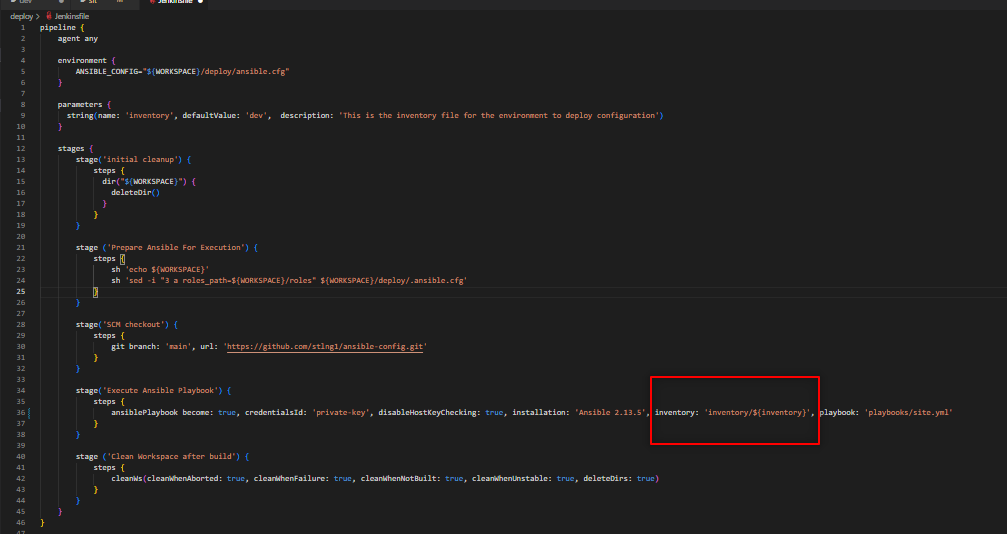 dev sit Jenkinsfile
deploy > Jenkinsfile
1 pipeline {
2 agent any
3
4 environment {
5 ANSIBLE_CONFIG="${WORKSPACE}/deploy/ansible.cfg"
6 }
7
8 parameters {
9 string(name: 'inventory', defaultValue: 'dev', description: 'This is the inventory file for the environment to deploy configuration')
10 }
11
12 stages {
13 stage('initial cleanup') {
14 steps {
15 dir("${WORKSPACE}") {
16 deleteDir()
17 }
18 }
19 }
20
21 stage ('Prepare Ansible For Execution') {
22 steps {
23 sh 'echo ${WORKSPACE}'
24 sh 'sed -i "3 a roles_path=${WORKSPACE}/roles" ${WORKSPACE}/deploy/.ansible.cfg'
25 }
26 }
27
28 stage('SCM checkout') {
29 steps {
30 git branch: 'main', url: 'https://github.com/stlng1/ansible-config.git'
31 }
32 }
33
34 stage('Execute Ansible Playbook') {
35 steps {
36 ansiblePlaybook become: true, credentialsId: 'private-key', disableHostKeyChecking: true, installation: 'Ansible 2.13.5', inventory: 'inventory/${inventory}', playbook: 'playbooks/site.yml'
37 }
38 }
39
40 stage ('Clean Workspace after build') {
41 steps {
42 cleanWs(cleanWhenAborted: true, cleanWhenFailure: true, cleanWhenNotBuilt: true, cleanWhenUnstable: true, deleteDirs: true)
43 }
44 }
45 }
46 }
47